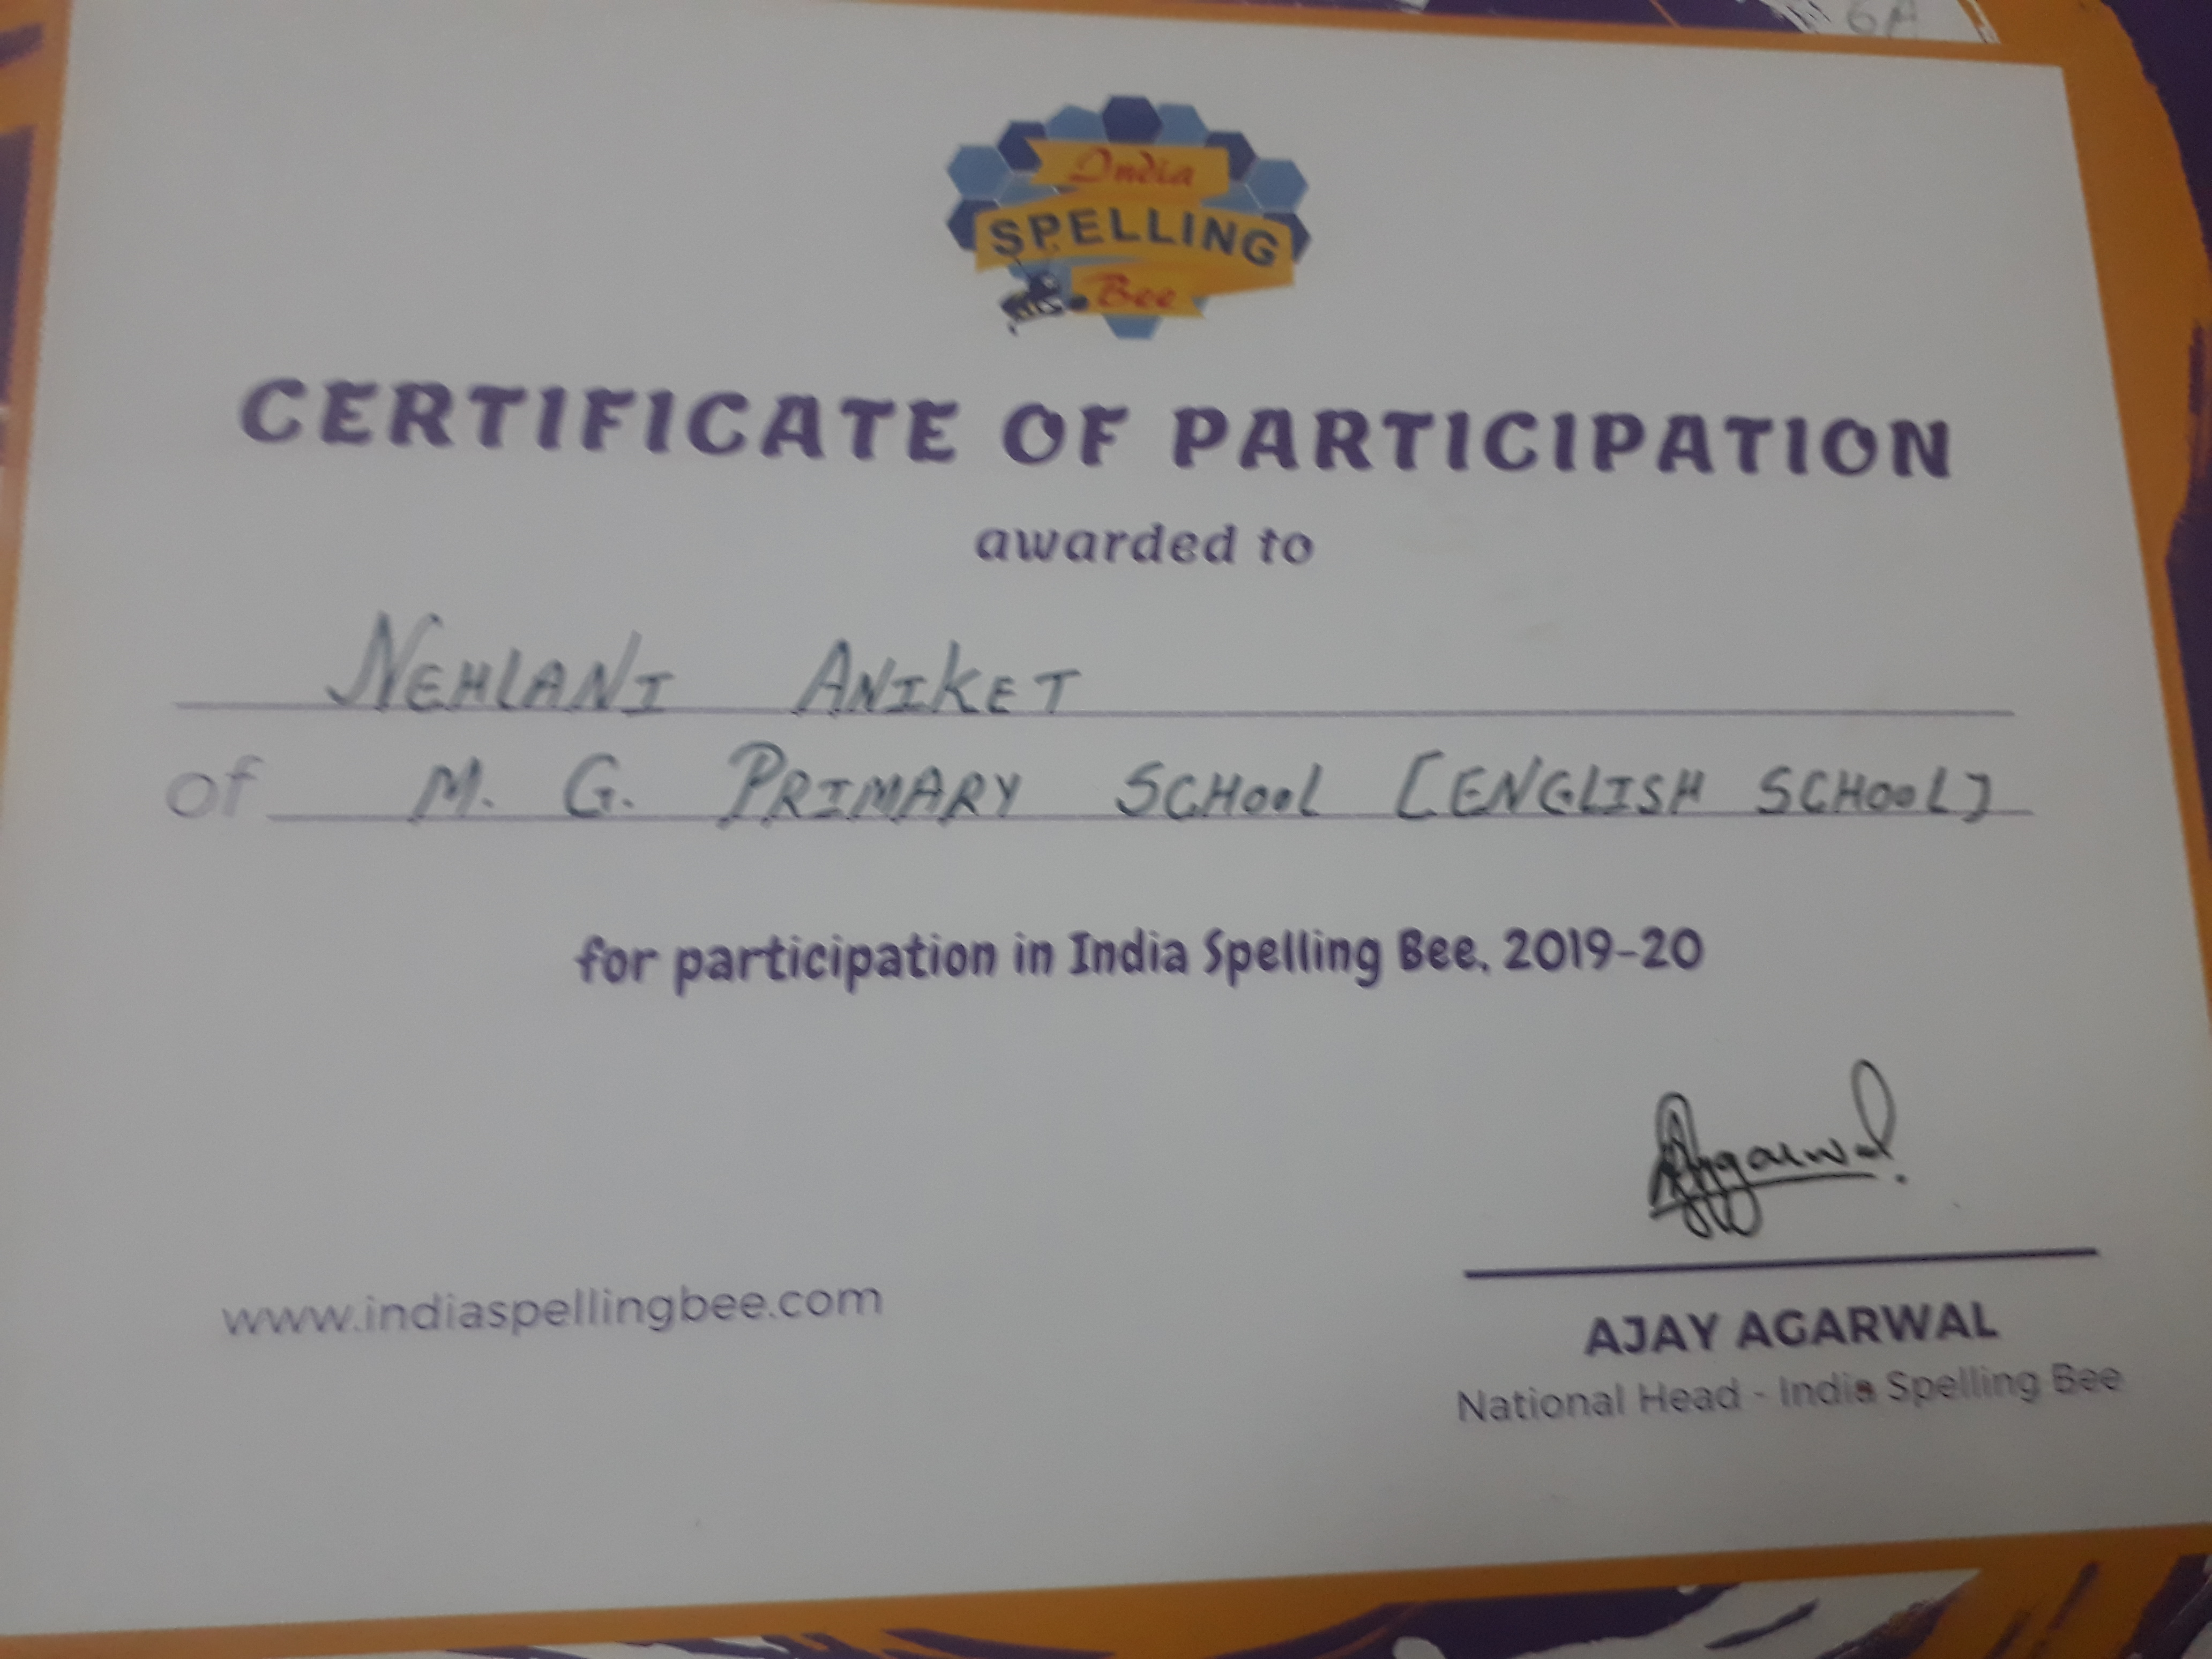 6A
India
SPELLING
Bee
CERTIFICATE OF PARTICIPATION
awarded to
NEHLANI ANIKET
of M. G. PRIMARY SCHOOL [ENGLISH SCHOOL]
for participation in India Spelling Bee, 2019-20
Agarwal.
www.indiaspellingbee.com
AJAY AGARWAL
National Head - India Spelling Bee